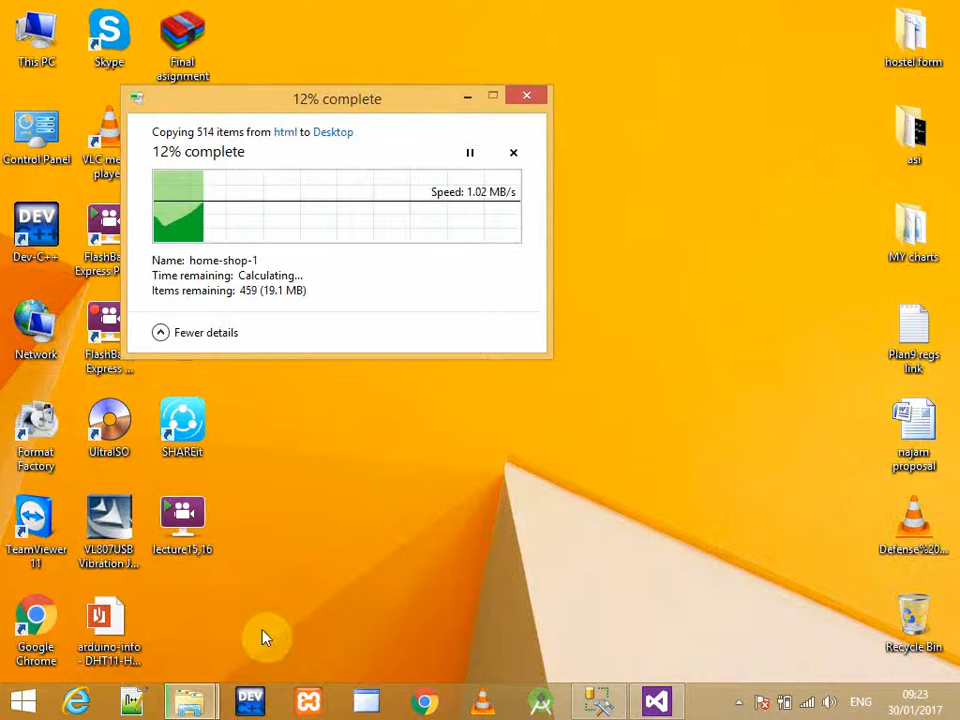 This PC
Skype
Final
asignment
hostel form
12% complete
Copying 514 items from html to Desktop
12% complete
Speed: 1.02 MB/s
Name: home-shop-1
Time remaining: Calculating...
Items remaining: 459 (19.1 MB)
Fewer details
Control Panel
VLC me...
playe
asi
DEV
C++
Dev-C++
FlashBa
Express P
MY charts
Network
FlashBa
Express ...
Plan9 regs
link
Format
Factory
UltraISO
SHAREit
najam
proposal
TeamViewer
11
VL807USB
Vibration J...
lecture15,16
Defense%20...
Google
Chrome
arduino-info
- DHT11-H...
Recycle Bin
DEV
ENG
09:23
30/01/2017